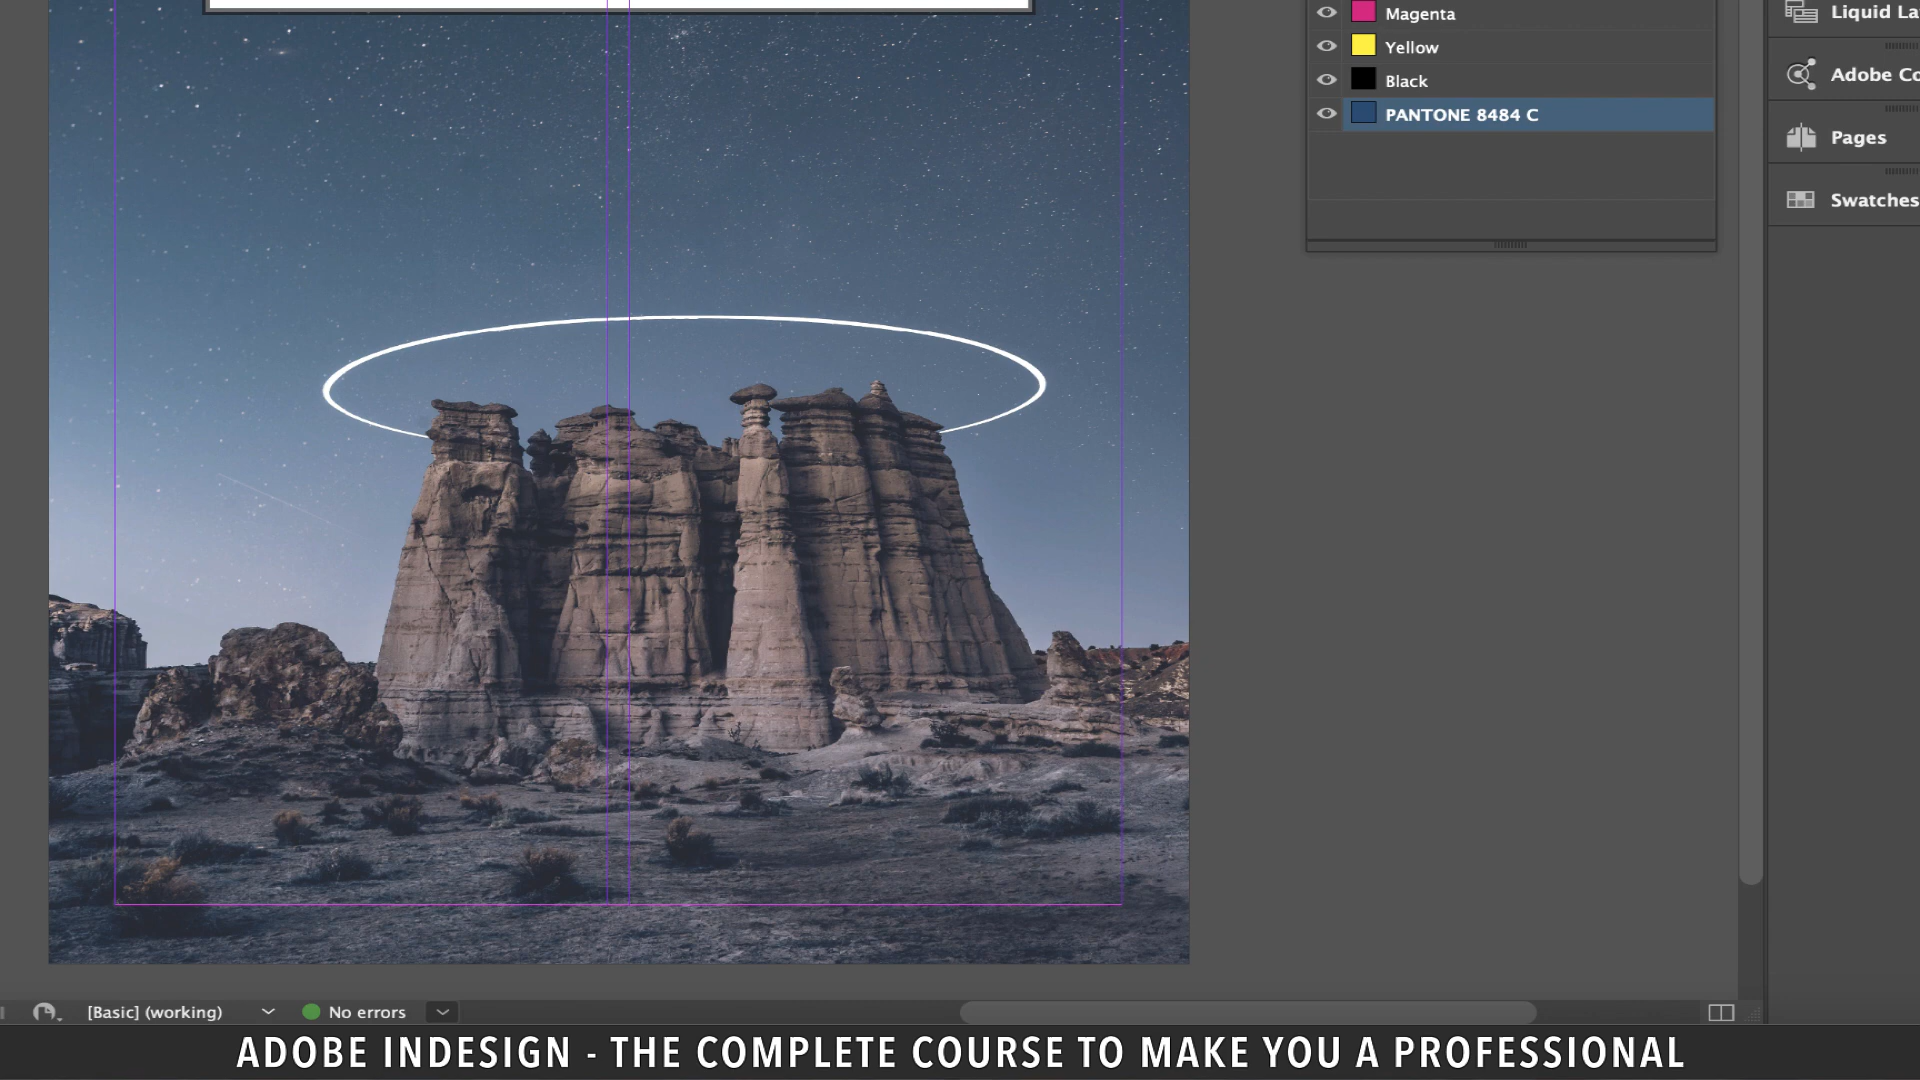 Magenta
Yellow
Black
PANTONE 8484 C
Liquid La
Adobe Co
Pages
Swatches
[Basic] (working)
No errors
ADOBE INDESIGN - THE COMPLETE COURSE TO MAKE YOU A PROFESSIONAL